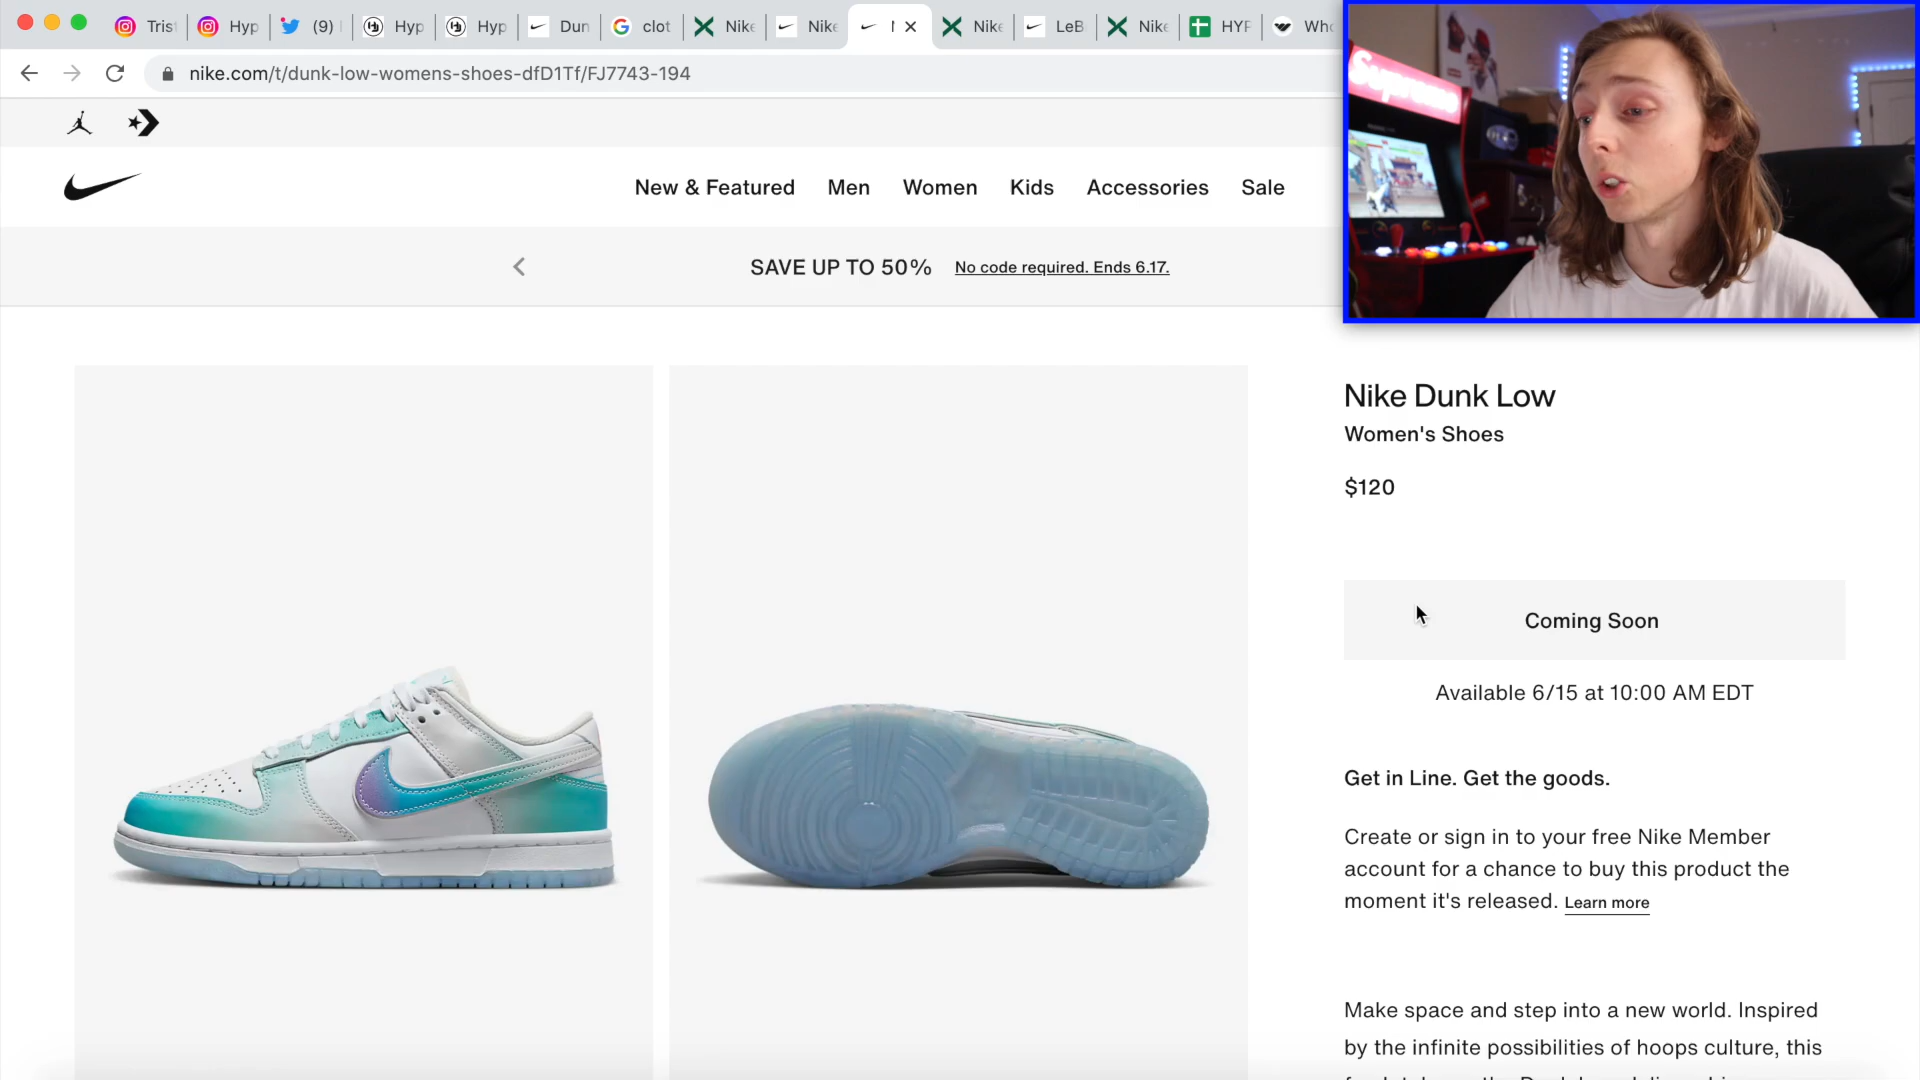 Tris
Hyp
(9)
Hyp
Hyp
Dun
clot
Nike
Nike
Nike
LeB
Nike
HYP
Who
nike.com/t/dunk-low-womens-shoes-dfD1Tf/FJ7743-194
Supreme
New & Featured Men Women Kids Accessories Sale
SAVE UP TO 50% No code required. Ends 6.17.
Nike Dunk Low
Women's Shoes
$120
Coming Soon
Available 6/15 at 10:00 AM EDT
Get in Line. Get the goods.
Create or sign in to your free Nike Member
account for a chance to buy this product the
moment it's released. Learn more
Make space and step into a new world. Inspired
by the infinite possibilities of hoops culture, this